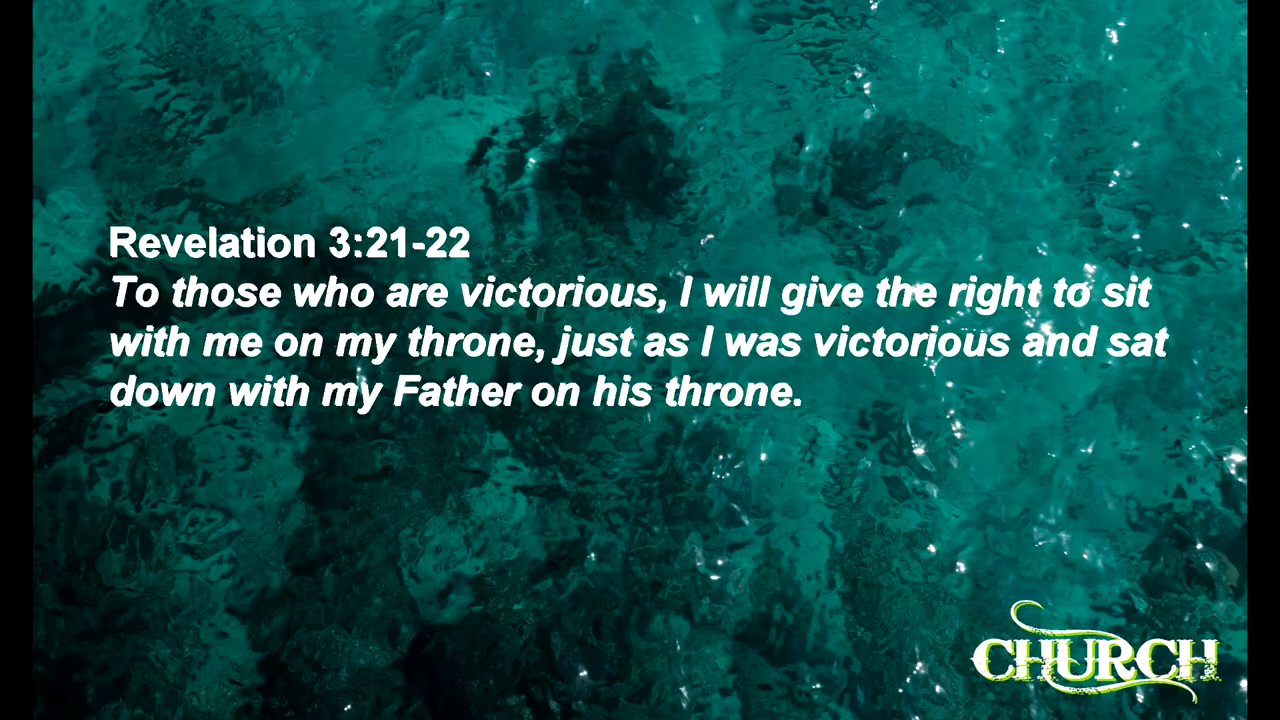 Revelation 3:21-22
To those who are victorious, I will give the right to sit
with me on my throne, just as I was victorious and sat
down with my Father on his throne.
CHURCH